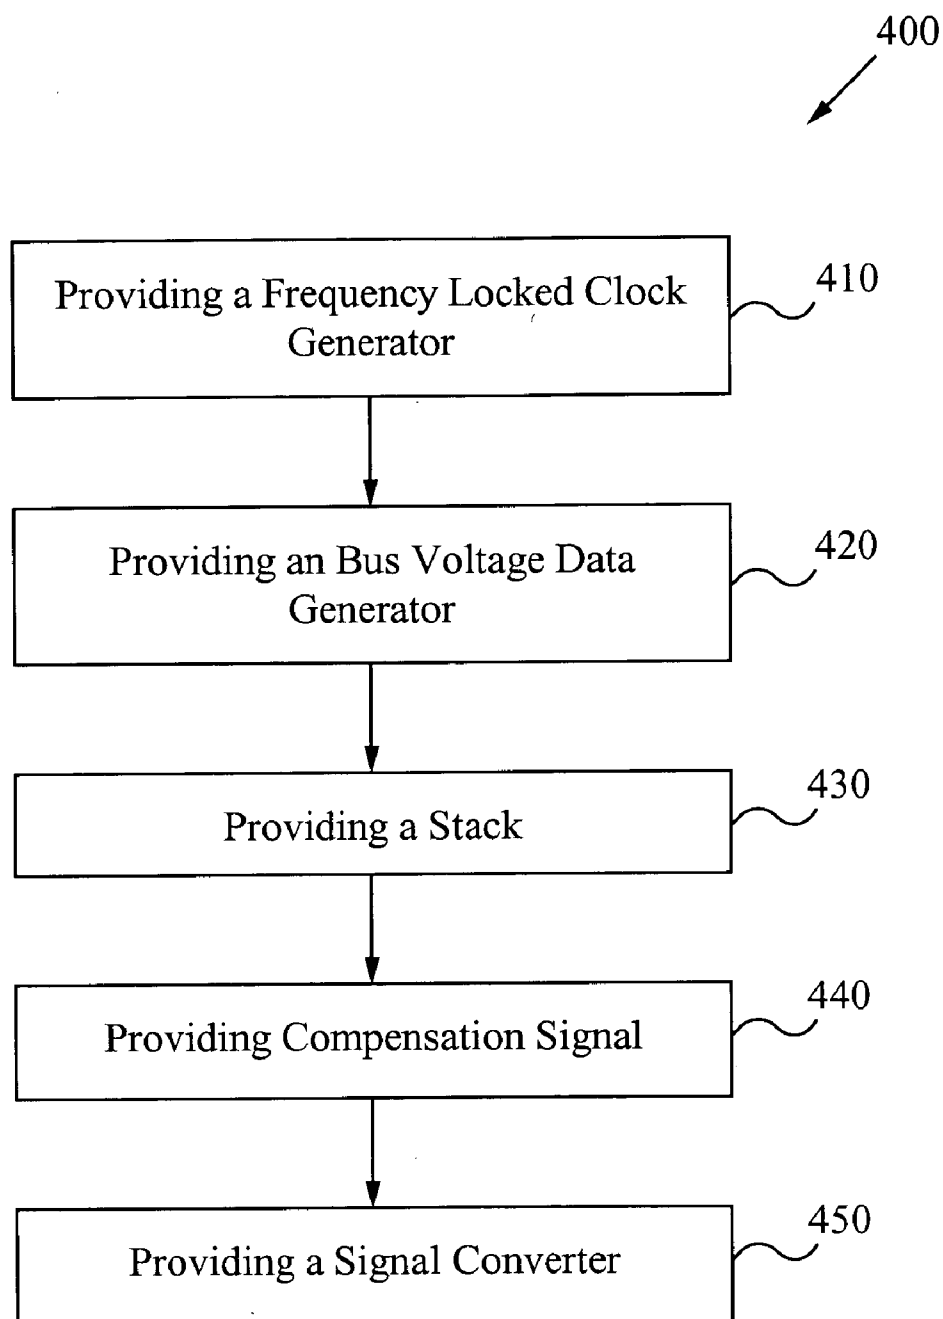 400
Providing a Frequency Locked Clock
Generator
410
Providing an Bus Voltage Data
Generator
420
Providing a Stack
430
Providing Compensation Signal
440
Providing a Signal Converter
450